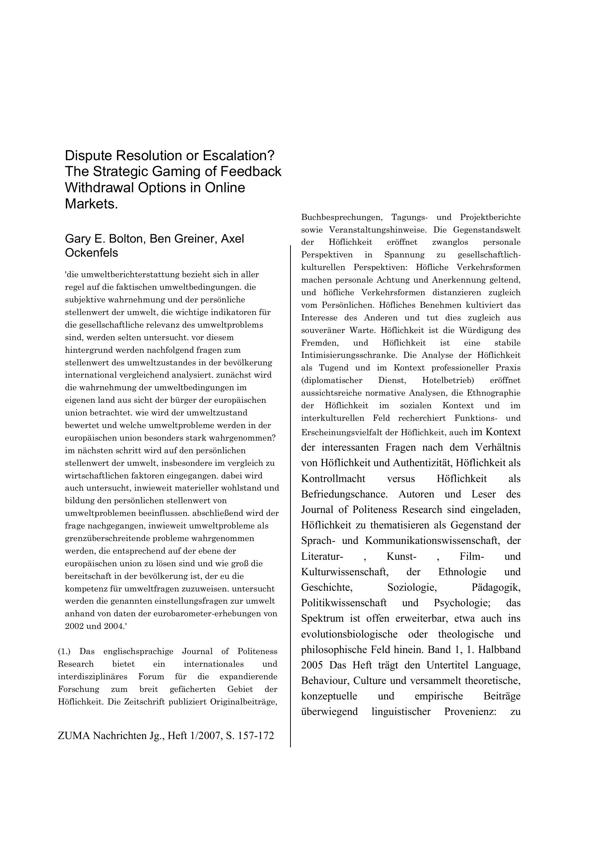 Dispute Resolution or Escalation?
The Strategic Gaming of Feedback
Withdrawal Options in Online
Markets.
Gary E. Bolton, Ben Greiner, Axel
Ockenfels
'die umweltberichterstattung bezieht sich in aller
regel auf die faktischen umweltbedingungen. die
subjektive wahrnehmung und der persönliche
stellenwert der umwelt, die wichtige indikatoren für
die gesellschaftliche relevanz des umweltproblems
sind, werden selten untersucht. vor diesem
hintergrund werden nachfolgend fragen zum
stellenwert des umweltzustandes in der bevölkerung
international vergleichend analysiert. zunächst wird
die wahrnehmung der umweltbedingungen im
eigenen land aus sicht der bürger der europäischen
union betrachtet. wie wird der umweltzustand
bewertet und welche umweltprobleme werden in der
europäischen union besonders stark wahrgenommen?
im nächsten schritt wird auf den persönlichen
stellenwert der umwelt, insbesondere im vergleich zu
wirtschaftlichen faktoren eingegangen. dabei wird
auch untersucht, inwieweit materieller wohlstand und
bildung den persönlichen stellenwert von
umweltproblemen beeinflussen. abschließend wird der
frage nachgegangen, inwieweit umweltprobleme als
grenzüberschreitende probleme wahrgenommen
werden, die entsprechend auf der ebene der
europäischen union zu lösen sind und wie groß die
bereitschaft in der bevölkerung ist, der eu die
kompetenz für umweltfragen zuzuweisen. untersucht
werden die genannten einstellungsfragen zur umwelt
anhand von daten der eurobarometer-erhebungen von
2002 und 2004.'
(1.) Das englischsprachige Journal of Politeness
Research bietet ein internationales und
interdisziplinäres Forum für die expandierende
Forschung zum breit gefächerten Gebiet der
Höflichkeit. Die Zeitschrift publiziert Originalbeiträge,
ZUMA Nachrichten Jg., Heft 1/2007, S. 157-172
Buchbesprechungen, Tagungs- und Projektberichte
sowie Veranstaltungshinweise. Die Gegenstandswelt
der Höflichkeit eröffnet zwanglos personale
Perspektiven in Spannung zu gesellschaftlich-
kulturellen Perspektiven: Höfliche Verkehrsformen
machen personale Achtung und Anerkennung geltend,
und höfliche Verkehrsformen distanzieren zugleich
vom Persönlichen. Höfliches Benehmen kultiviert das
Interesse des Anderen und tut dies zugleich aus
souveräner Warte. Höflichkeit ist die Würdigung des
Fremden, und Höflichkeit ist eine stabile
Intimisierungsschranke. Die Analyse der Höflichkeit
als Tugend und im Kontext professioneller Praxis
(diplomatischer Dienst, Hotelbetrieb) eröffnet
aussichtsreiche normative Analysen, die Ethnographie
der Höflichkeit im sozialen Kontext und im
interkulturellen Feld recherchiert Funktions- und
Erscheinungsvielfalt der Höflichkeit, auch im Kontext
der interessanten Fragen nach dem Verhältnis
von Höflichkeit und Authentizität, Höflichkeit als
Kontrollmacht versus Höflichkeit als
Befriedungschance. Autoren und Leser des
Journal of Politeness Research sind eingeladen,
Höflichkeit zu thematisieren als Gegenstand der
Sprach- und Kommunikationswissenschaft, der
Literatur- , Kunst- , Film- und
Kulturwissenschaft, der Ethnologie und
Geschichte, Soziologie, Pädagogik,
Politikwissenschaft und Psychologie; das
Spektrum ist offen erweiterbar, etwa auch ins
evolutionsbiologische oder theologische und
philosophische Feld hinein. Band 1, 1. Halbband
2005 Das Heft trägt den Untertitel Language,
Behaviour, Culture und versammelt theoretische,
konzeptuelle und empirische Beiträge
überwiegend linguistischer Provenienz: zu